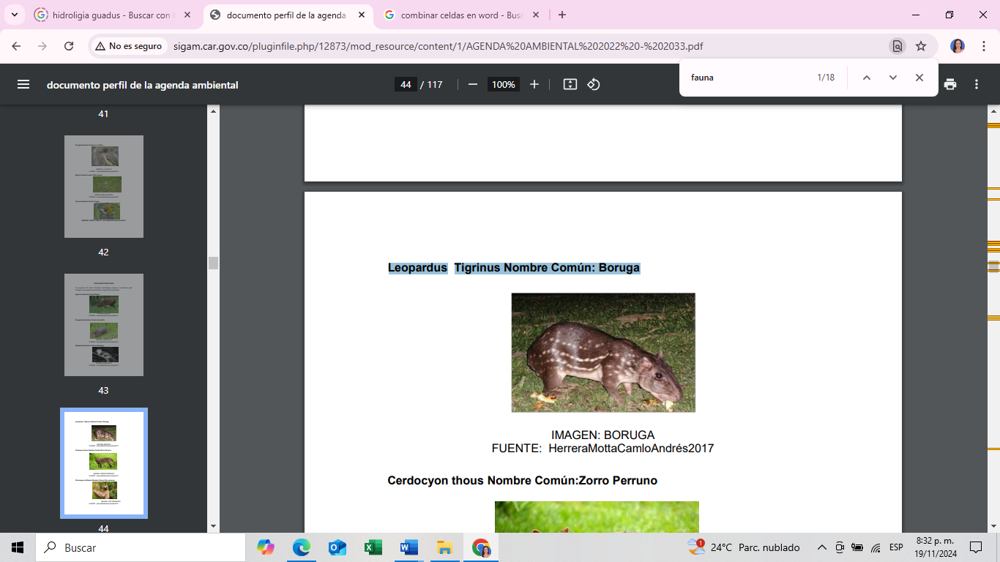 hidroligia guadus - Buscar con
documento perfil de la agenda
combinar celdas en word - Bus
No es seguro
sigam.car.gov.co/pluginfile.php/12873/mod_resource/content/1/AGENDA%20AMBIENTAL%202022%20-%202033.pdf
fauna 1/18
documento perfil de la agenda ambiental
44 / 117
100%
41
42
43
44
Leopardus Tigrinus Nombre Común: Boruga
IMAGEN: BORUGA
FUENTE: HerreraMottaCamloAndrés2017
Cerdocyon thous Nombre Común:Zorro Perruno
Buscar
24°C Parc. nublado
ESP
8:32 p. m.
19/11/2024
1